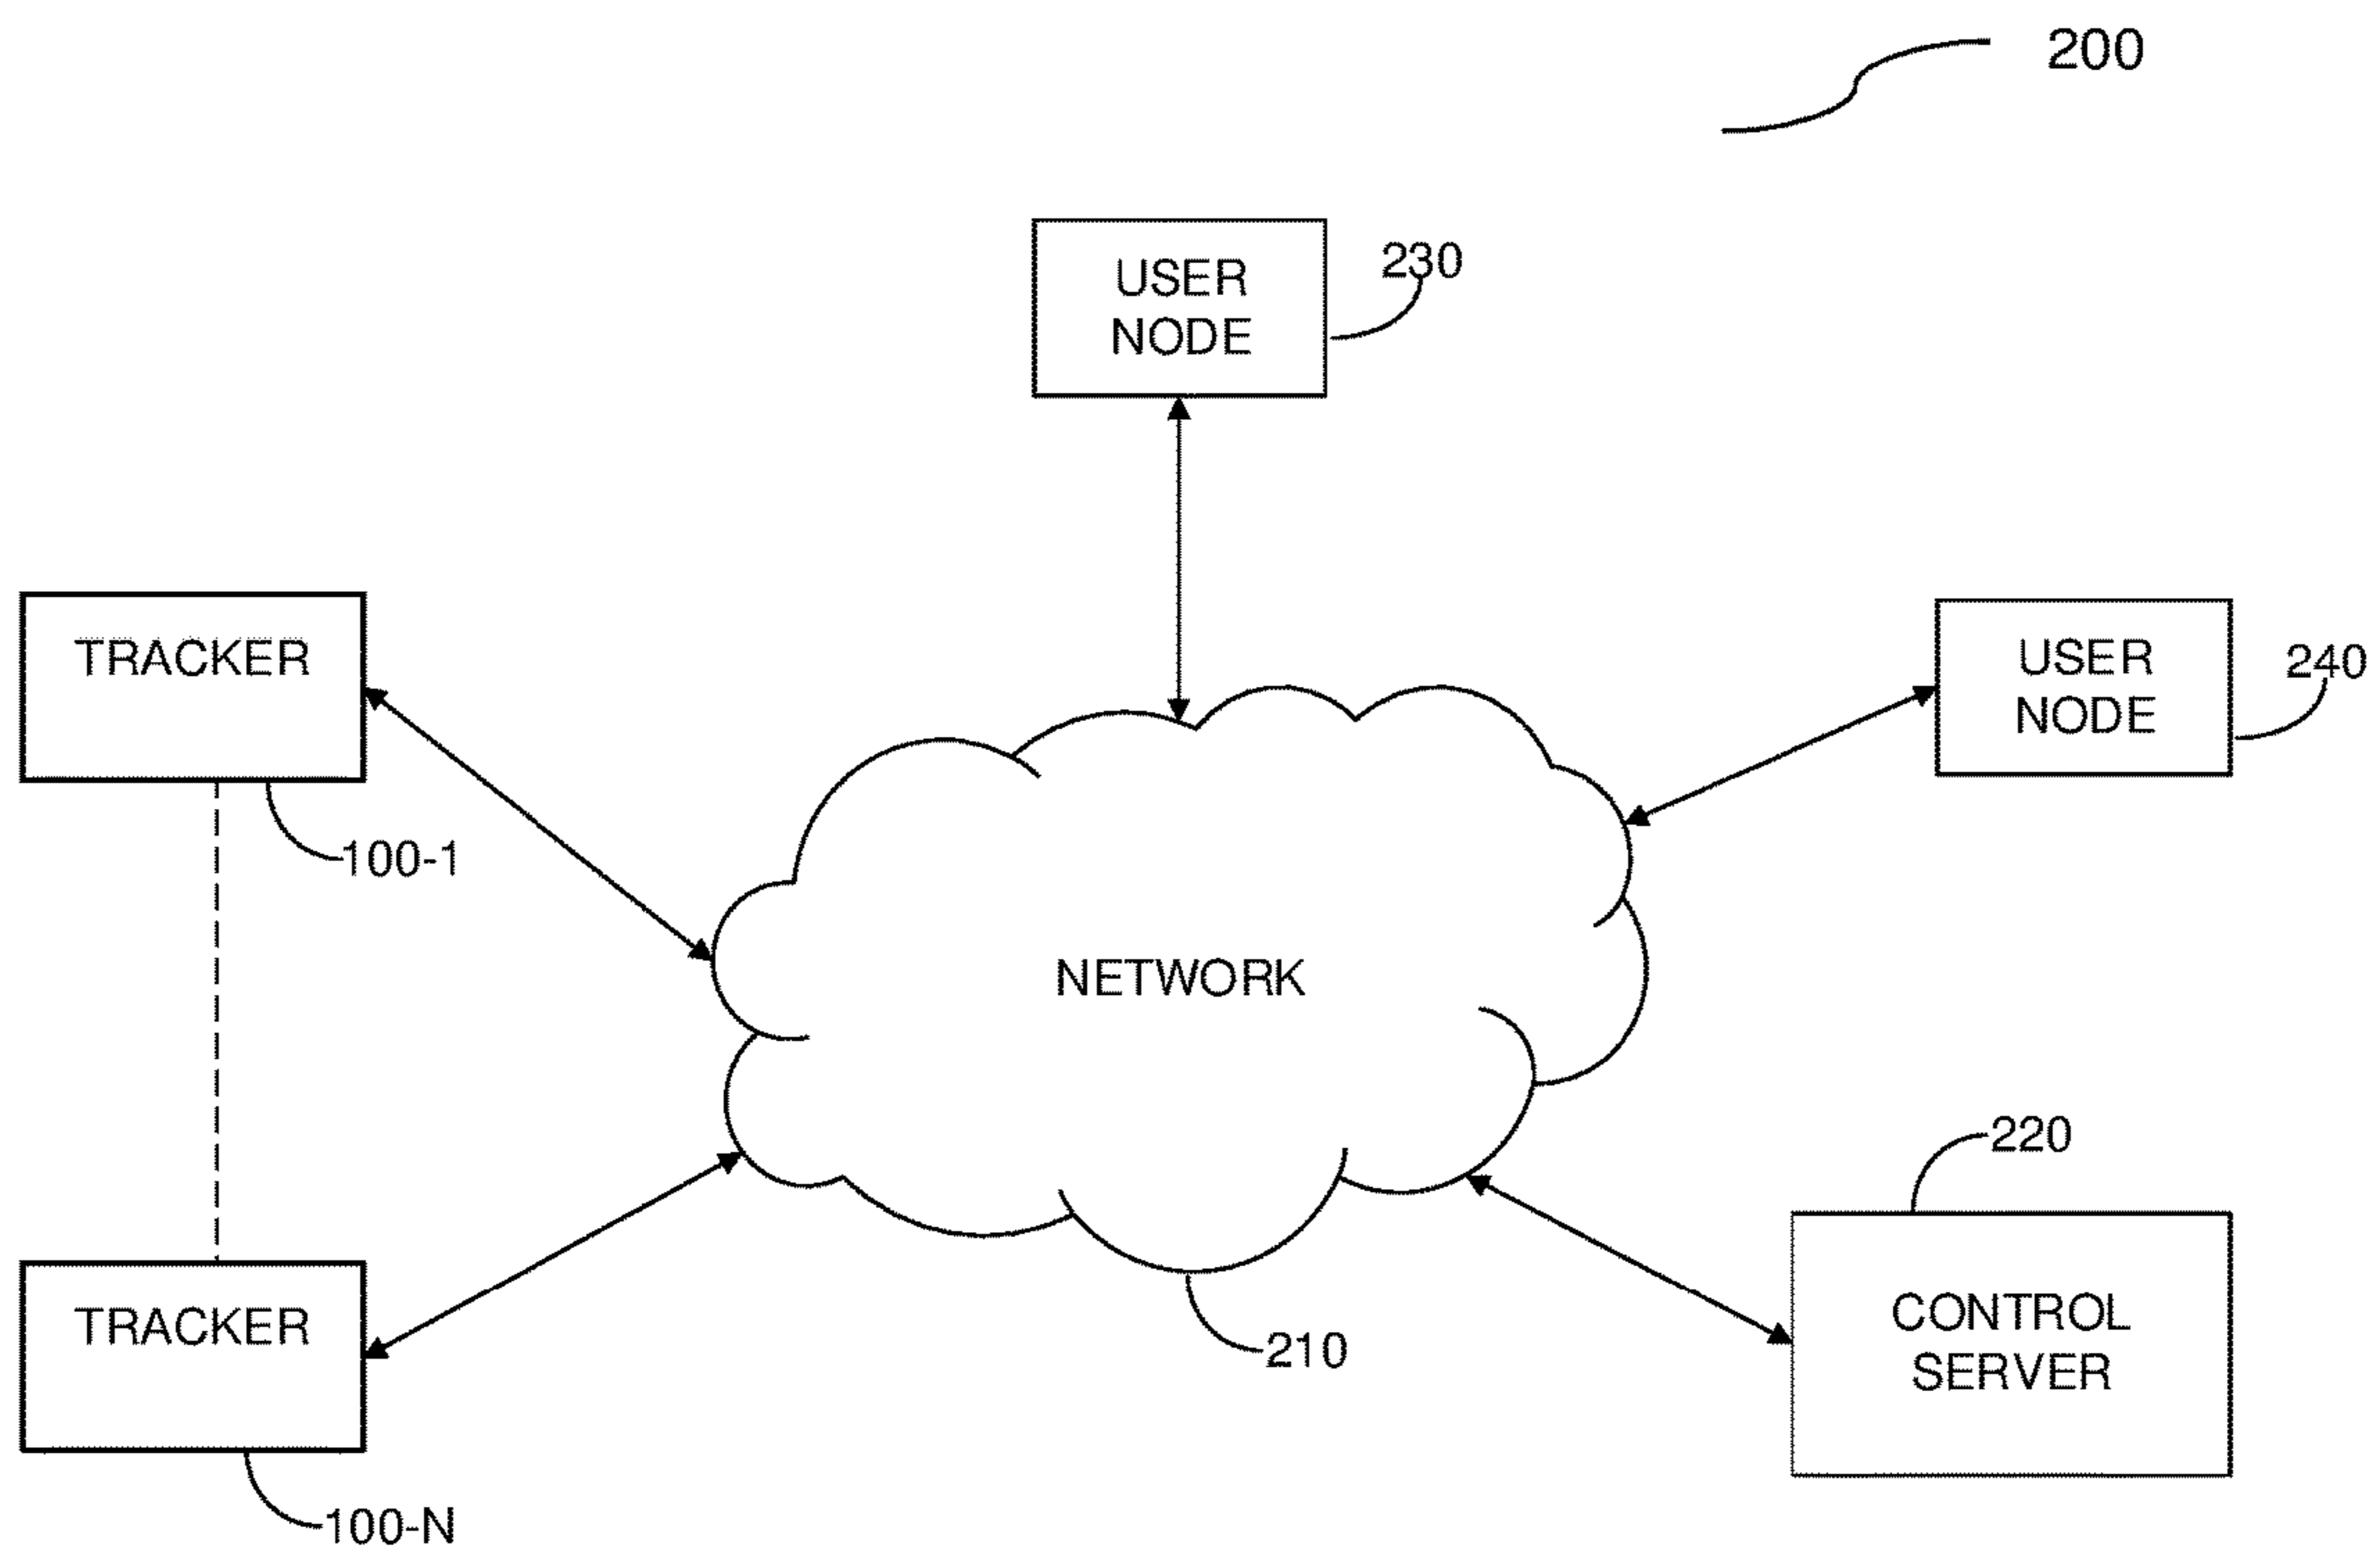 200
USER
NODE
230
TRACKER
USER
NODE
240
100-1
NETWORK
220
TRACKER
CONTROL
SERVER
210
100-N